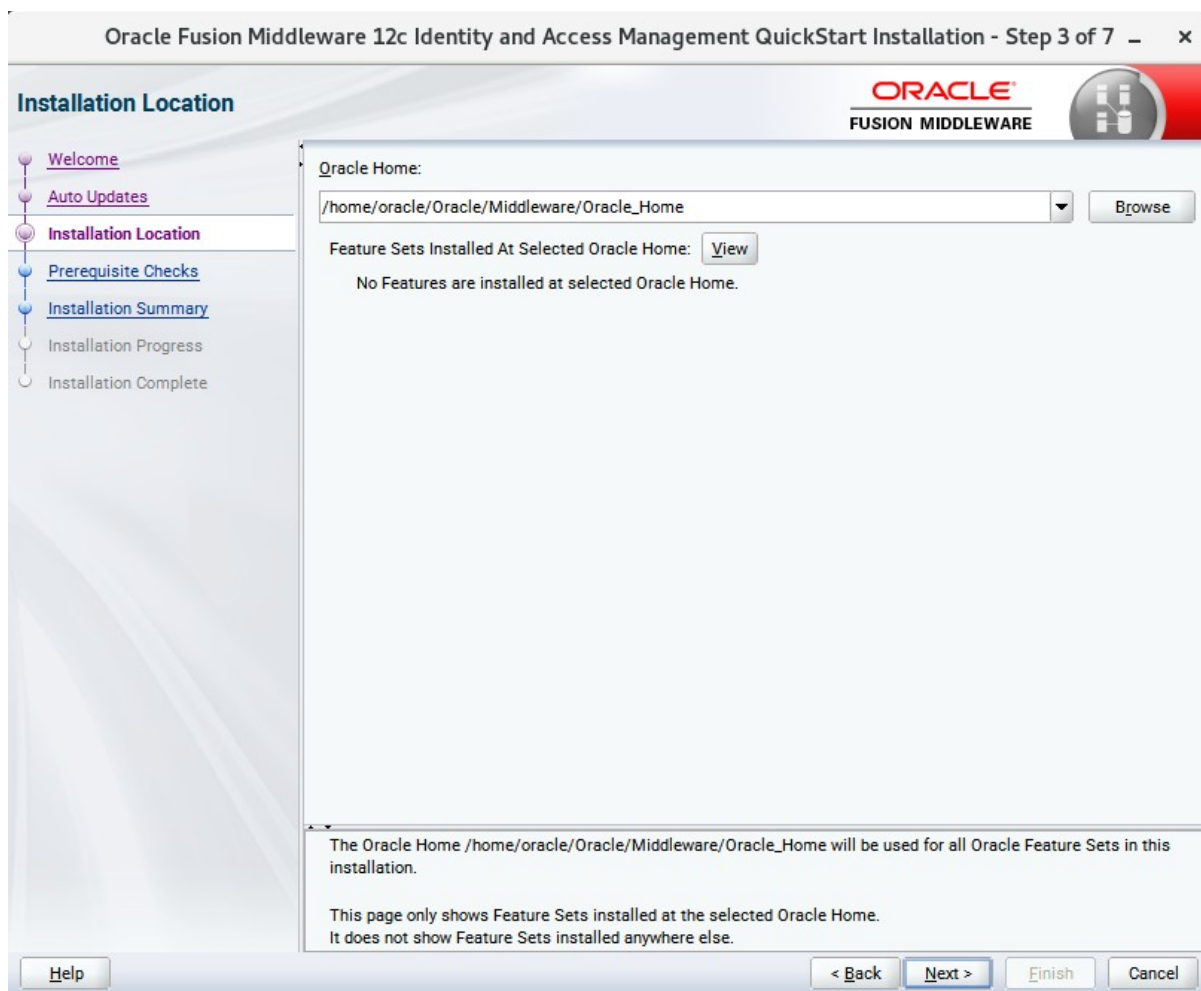 Oracle Fusion Middleware 12c Identity and Access Management QuickStart Installation - Step 3 of 7
Installation Location
ORACLE
FUSION MIDDLEWARE
Welcome
Auto Updates
Installation Location
Prerequisite Checks
Installation Summary
Installation Progress
Installation Complete
Oracle Home:
/home/oracle/Oracle/Middleware/Oracle_Home
Browse
Feature Sets Installed At Selected Oracle Home: View
No Features are installed at selected Oracle Home.
The Oracle Home /home/oracle/Oracle/Middleware/Oracle_Home will be used for all Oracle Feature Sets in this
installation.
This page only shows Feature Sets installed at the selected Oracle Home.
It does not show Feature Sets installed anywhere else.
Help
< Back Next > Finish Cancel